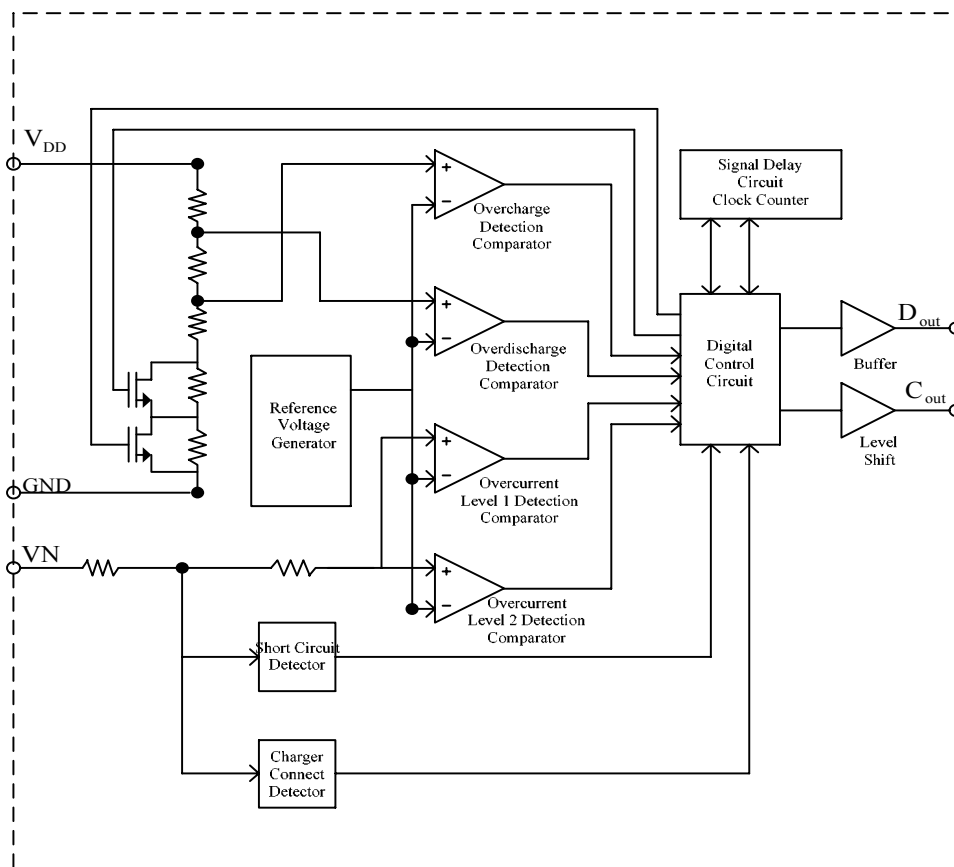 V_DD
GND
VN
Reference
Voltage
Generator
+
−
Overcharge
Detection
Comparator
+
−
Overdischarge
Detection
Comparator
+
−
Overcurrent
Level 1 Detection
Comparator
+
−
Overcurrent
Level 2 Detection
Comparator
Short Circuit
Detector
Charger
Connect
Detector
Signal Delay
Circuit
Clock Counter
Digital
Control
Circuit
Buffer
D_out
Level
Shift
C_out